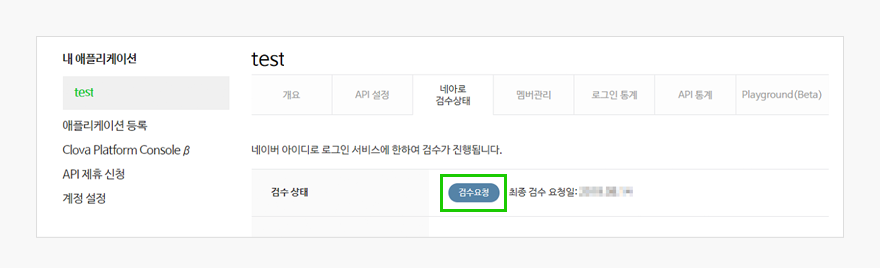 내 애플리케이션
test
애플리케이션 등록
Clova Platform Console β
API 제휴 신청
계정 설정
test
개요
API 설정
네아로
검수상태
멤버관리
로그인 통계
API 통계
Playground(Beta)
네이버 아이디로 로그인 서비스에 한하여 검수가 진행됩니다.
검수 상태
검수요청 최종 검수 요청일: